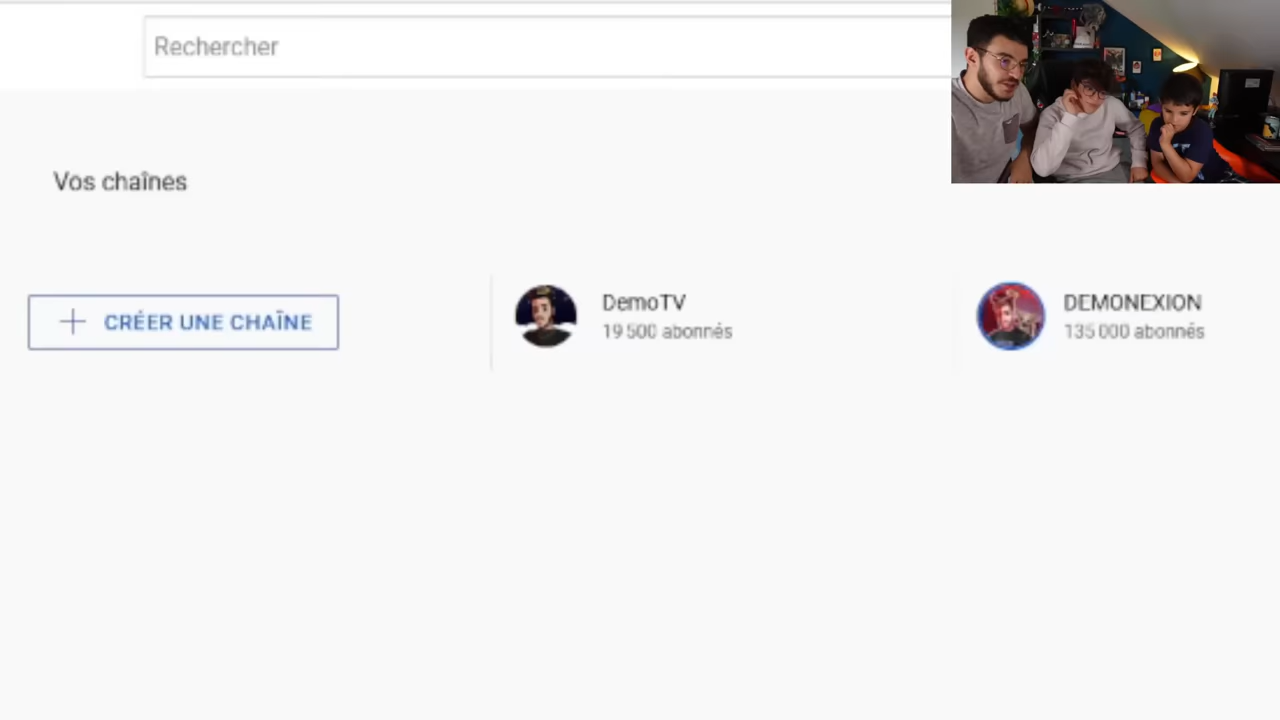 Rechercher
Vos chaînes
CRÉER UNE CHAÎNE
DemoTV
19 500 abonnés
DEMONEXION
135 000 abonnés